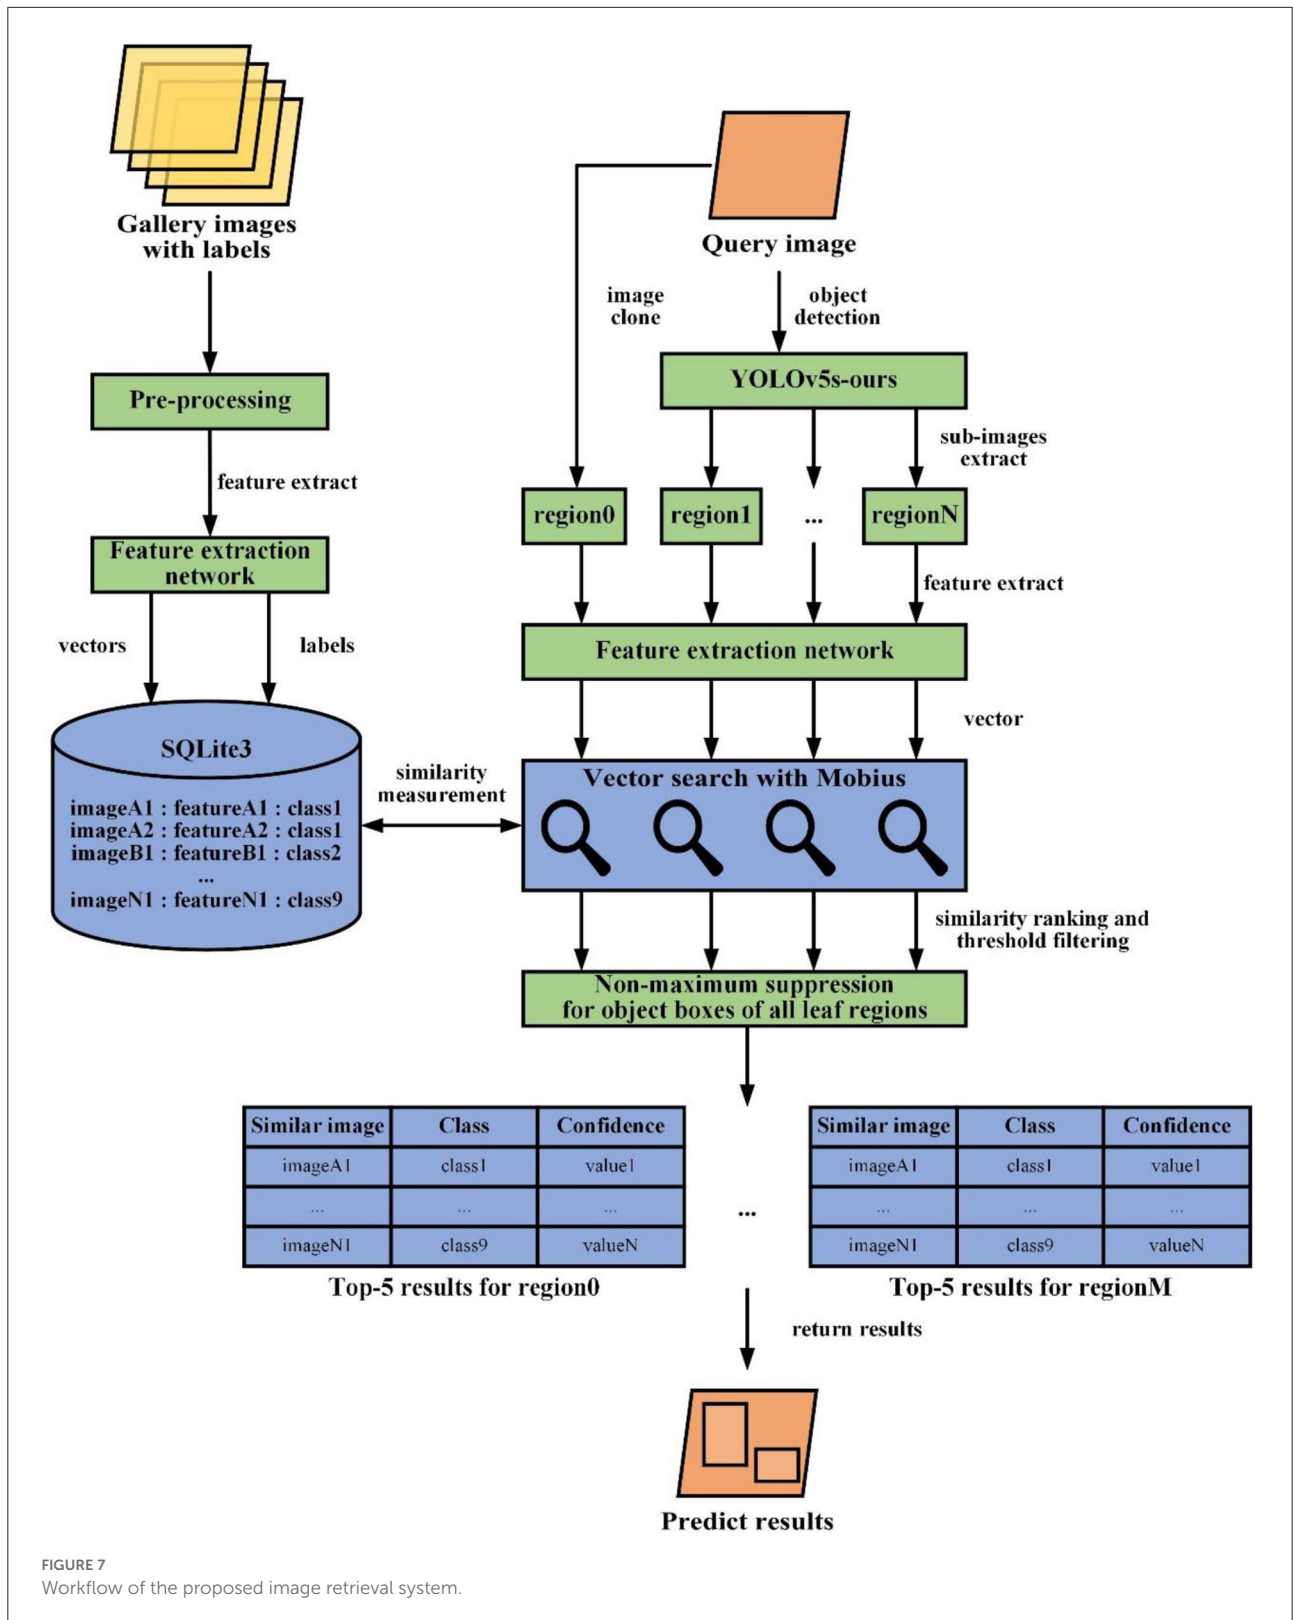 Gallery images
with labels
Query image
image
clone
object
detection
YOLOv5s-ours
Pre-processing
sub-images
extract
feature extract
region0
region1
...
regionN
Feature extraction
network
feature extract
vectors
labels
Feature extraction network
vector
SQLite3
imageA1 : featureA1 : class1
imageA2 : featureA2 : class1
imageB1 : featureB1 : class2
...
imageN1 : featureN1 : class9
similarity
measurement
Vector search with Mobius
similarity ranking and
threshold filtering
Non-maximum suppression
for object boxes of all leaf regions
Similar image Class Confidence
imageA1 class1 value1
... ... ...
imageN1 class9 valueN
Top-5 results for region0
...
Similar image Class Confidence
imageA1 class1 value1
... ... ...
imageN1 class9 valueN
Top-5 results for regionM
return results
Predict results
FIGURE 7
Workflow of the proposed image retrieval system.